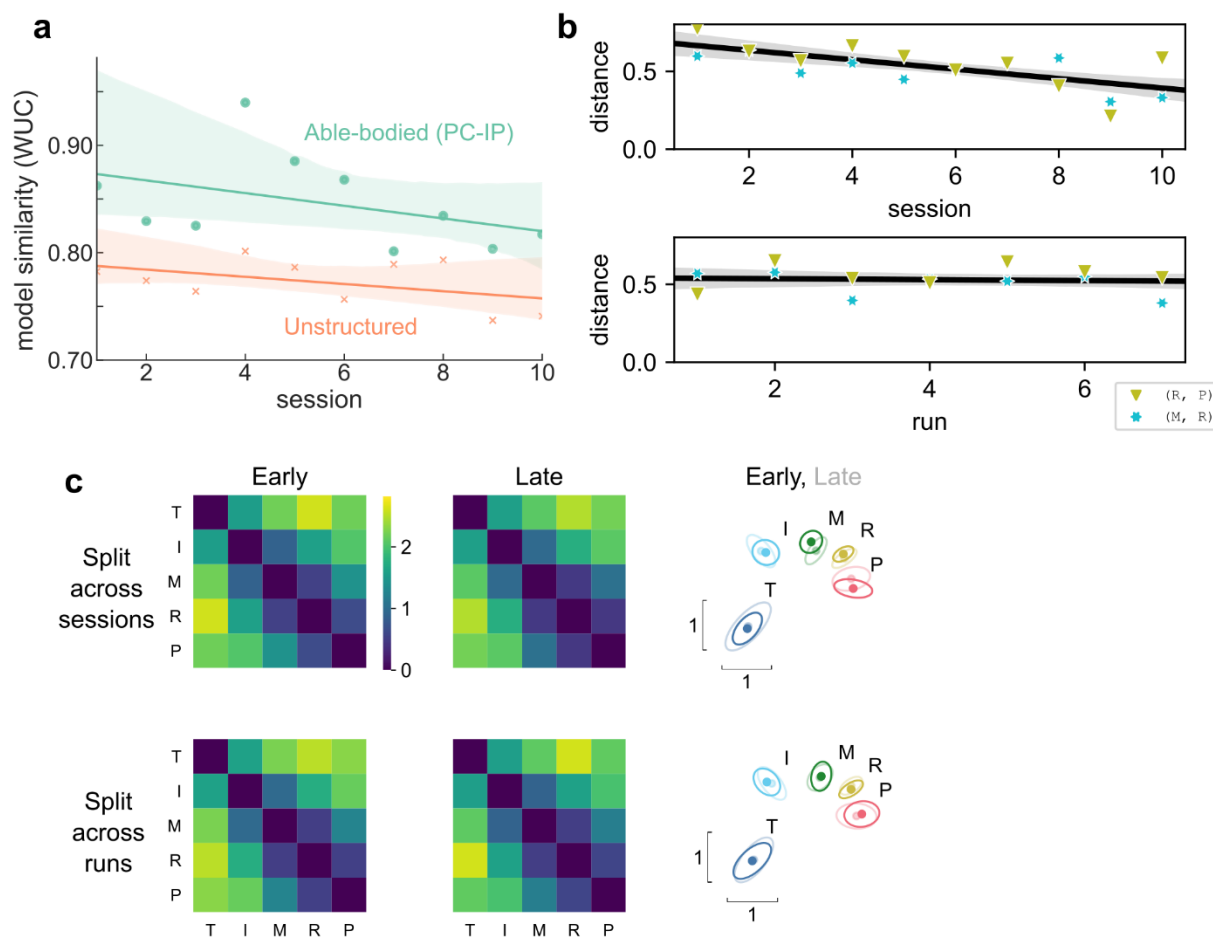 a
model similarity (WUC)
0.90
0.80
0.70
Able-bodied (PC-IP)
Unstructured
2 4 6 8 10
session
b
distance
0.5
0.0
2 4 6 8 10
session
distance
0.5
0.0
2 4 6
run
(R, P)
(M, R)
c
Early
Late
Early, Late
Split
across
sessions
T
I
M
R
P
2
1
0
I
M
R
P
T
1
1
Split
across
runs
T
I
M
R
P
T I M R P
T I M R P
I
M
R
P
T
1
1